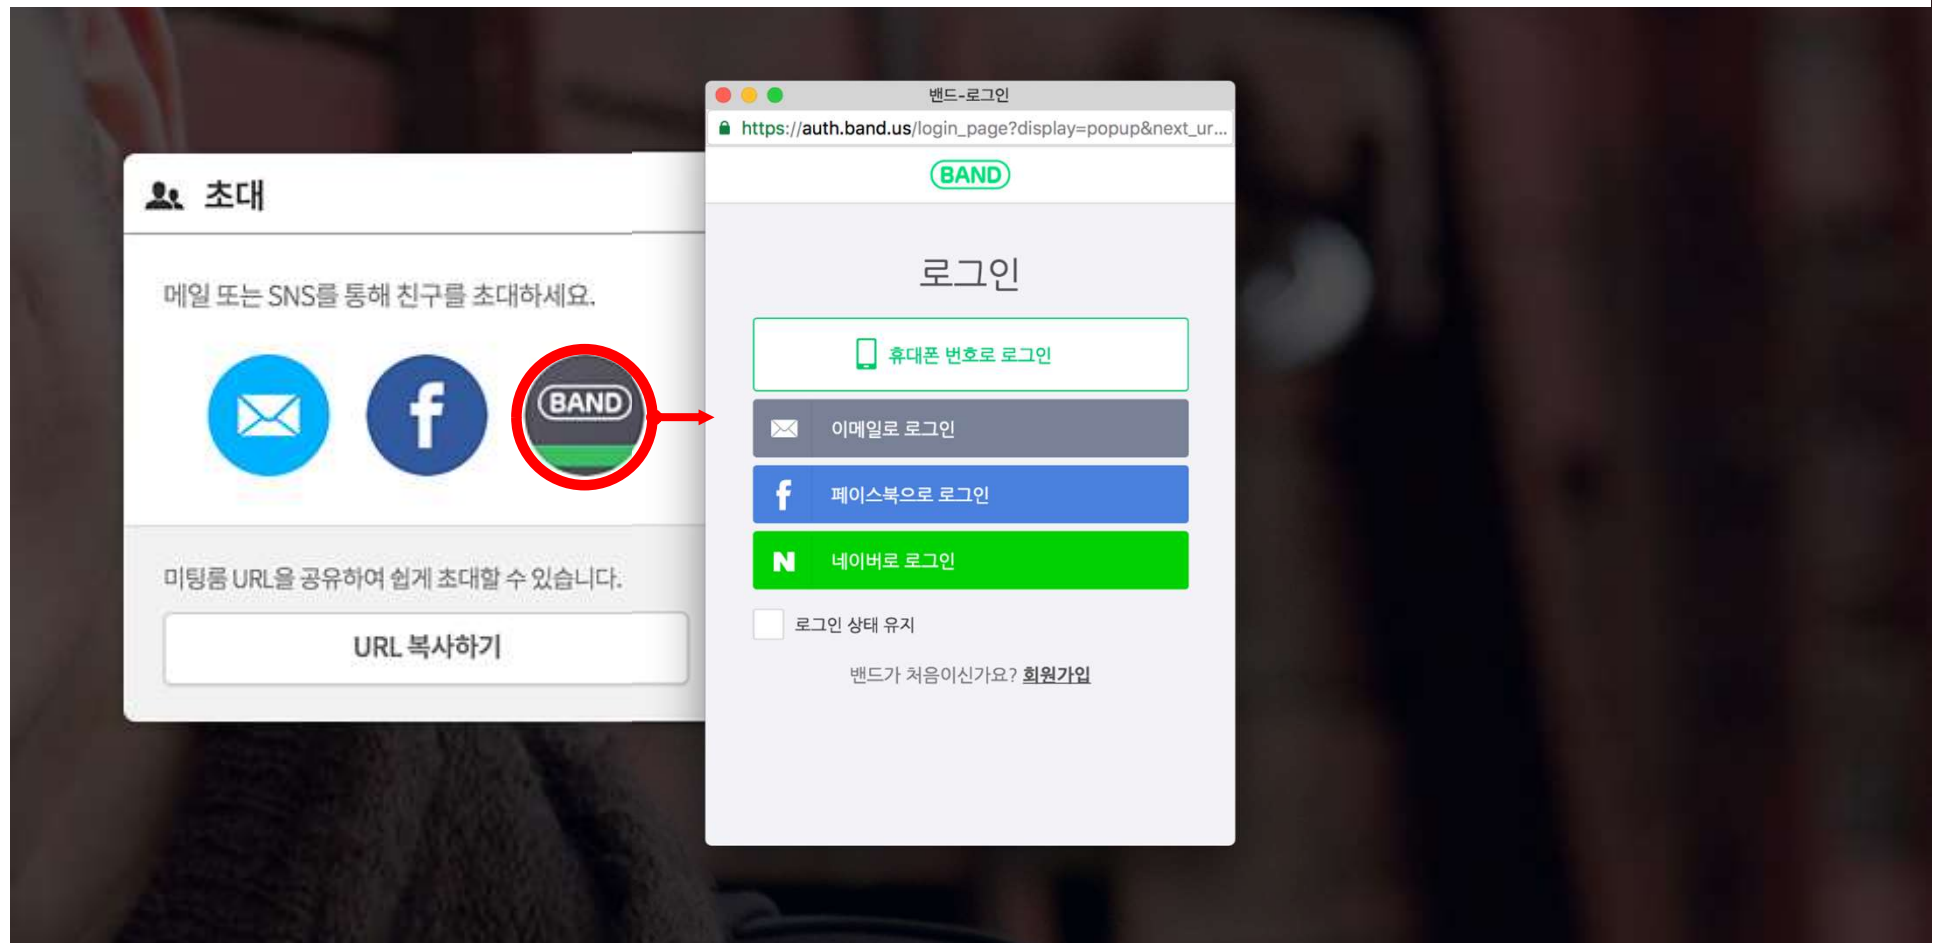 초대
메일 또는 SNS를 통해 친구를 초대하세요.
f
BAND
미팅룸 URL을 공유하여 쉽게 초대할 수 있습니다.
URL 복사하기
밴드-로그인
https://auth.band.us/login_page?display=popup&next_ur...
BAND
로그인
휴대폰 번호로 로그인
이메일로 로그인
f 페이스북으로 로그인
N 네이버로 로그인
로그인 상태 유지
밴드가 처음이신가요? 회원가입